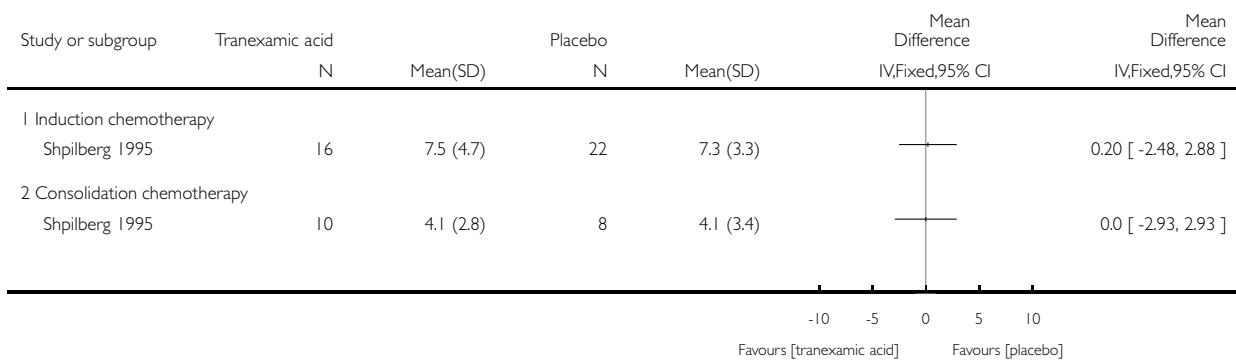 Mean Mean
Study or subgroup Tranexamic acid Placebo Difference Difference
N Mean(SD) N Mean(SD) IV,Fixed,95% CI IV,Fixed,95% CI
1 Induction chemotherapy
Shpilberg 1995 16 7.5 (4.7) 22 7.3 (3.3) 0.20 [ -2.48, 2.88 ]
2 Consolidation chemotherapy
Shpilberg 1995 10 4.1 (2.8) 8 4.1 (3.4) 0.0 [ -2.93, 2.93 ]
-10 -5 0 5 10
Favours [tranexamic acid] Favours [placebo]